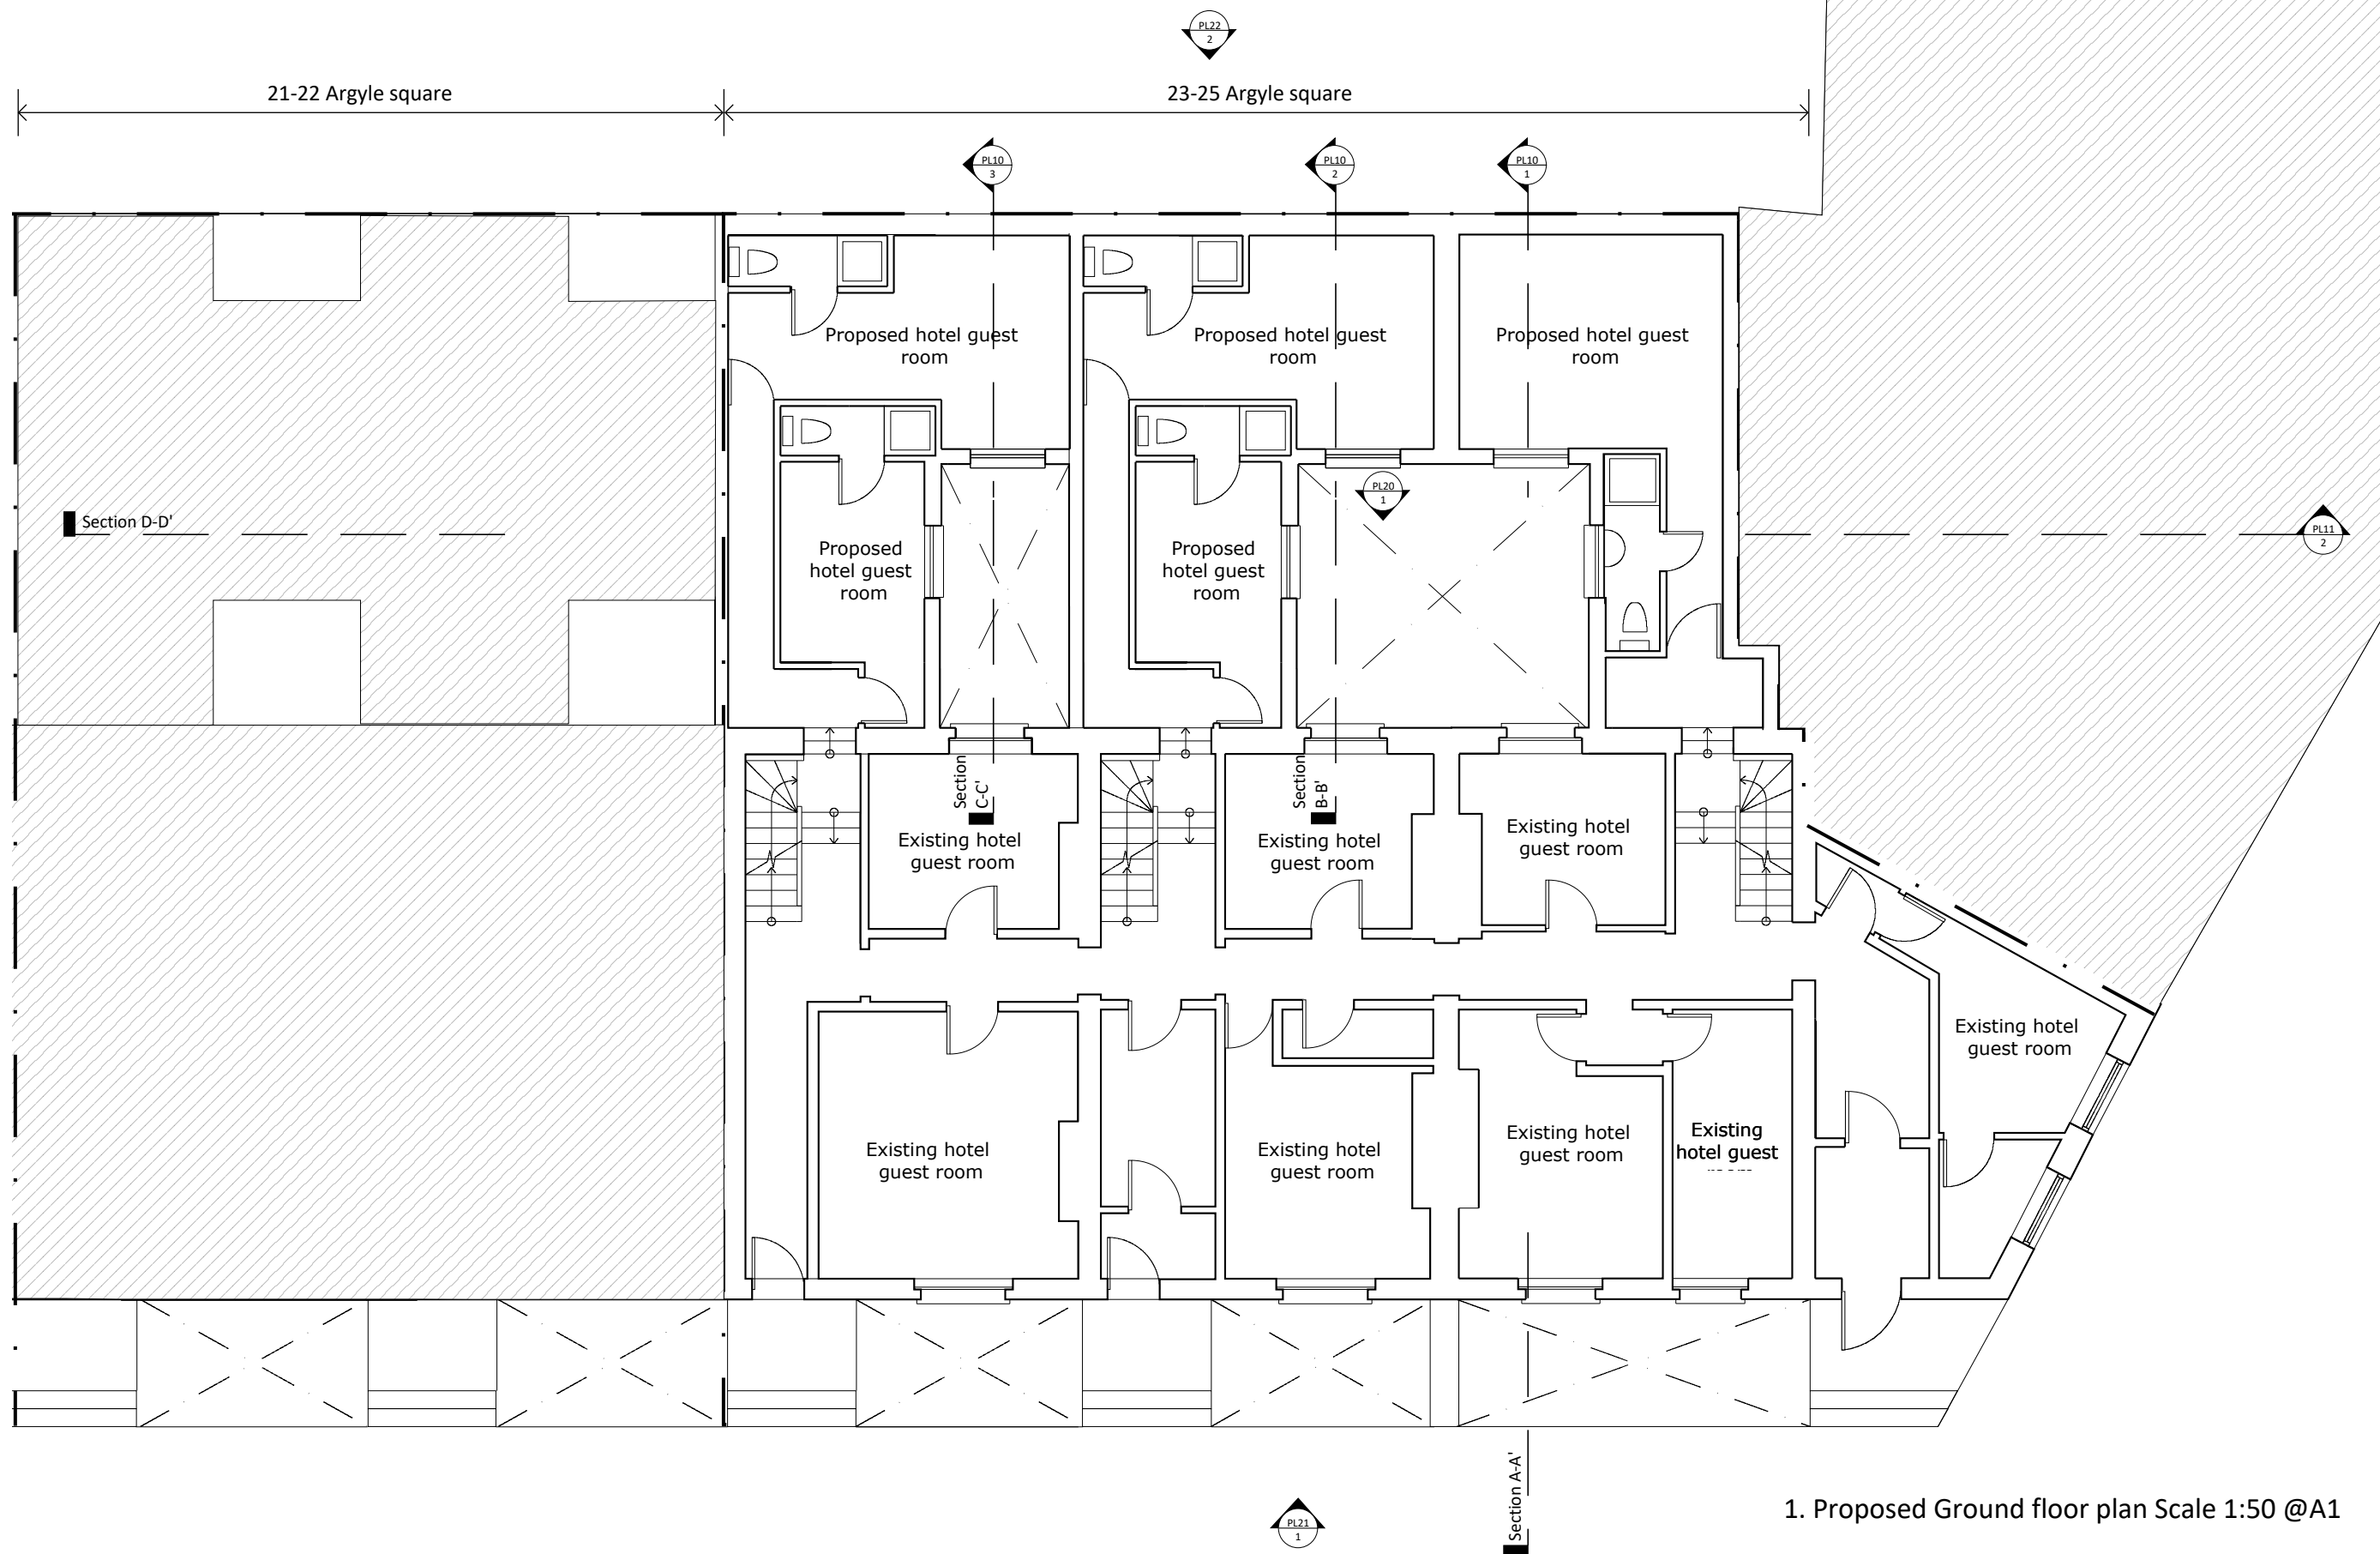 PL22
2
21-22 Argyle square
23-25 Argyle square
PL10
3
PL10
2
PL10
1
Proposed hotel guest
room
Proposed hotel guest
room
Proposed hotel guest
room
PL20
1
Section D-D'
PL11
2
Proposed
hotel guest
room
Proposed
hotel guest
room
Section
C-C'
Section
B-B'
Existing hotel
guest room
Existing hotel
guest room
Existing hotel
guest room
Existing hotel
guest room
Existing hotel
guest room
Existing hotel
guest room
Existing hotel
guest room
Existing
hotel guest
Section A-A'
PL21
1
1. Proposed Ground floor plan Scale 1:50 @A1